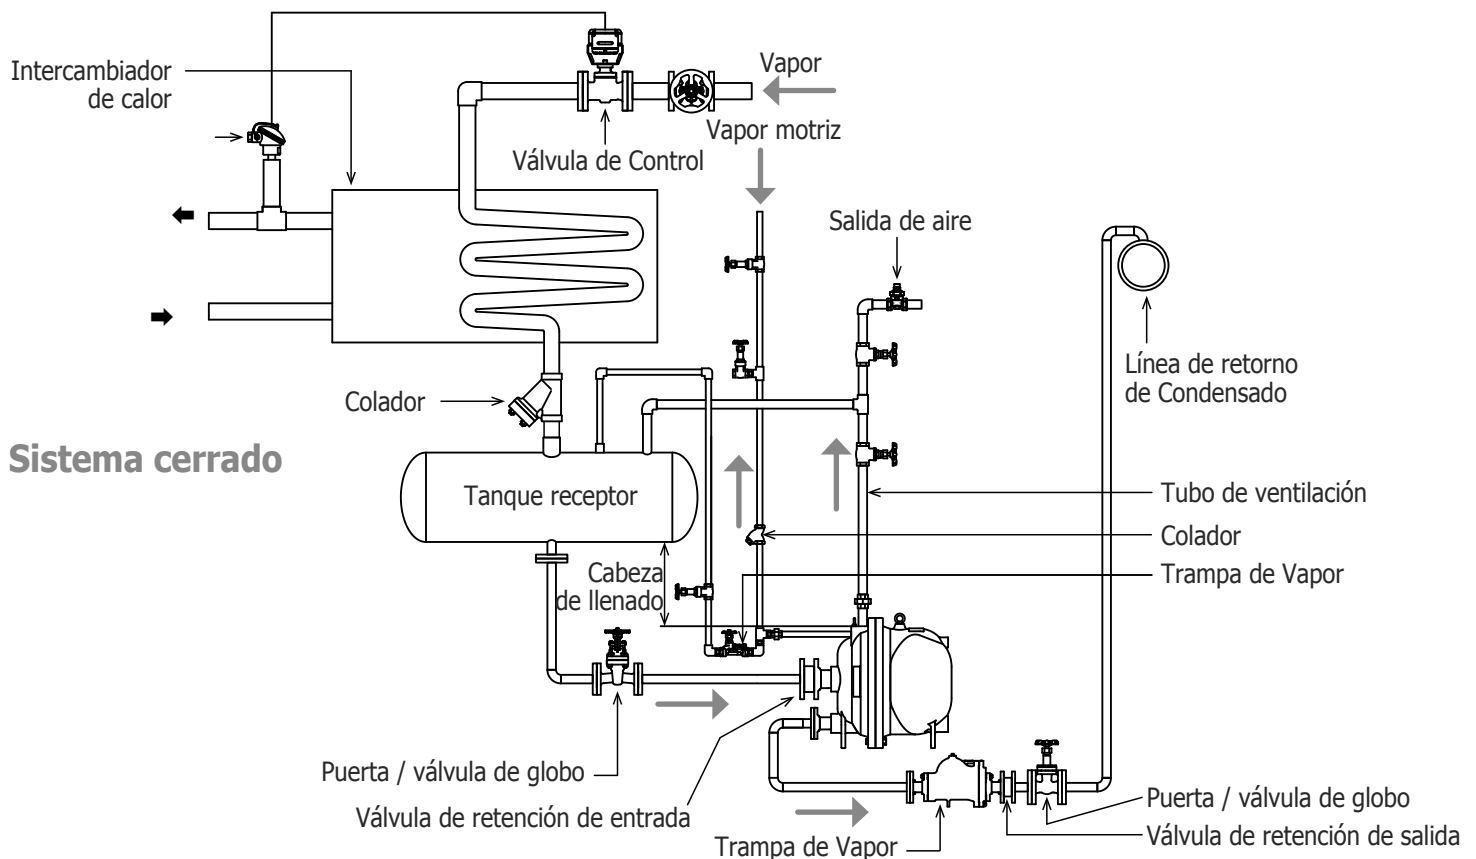 Intercambiador
de calor
Vapor
Vapor motriz
Válvula de Control
Salida de aire
Línea de retorno
de Condensado
Colador
Sistema cerrado
Tanque receptor
Tubo de ventilación
Colador
Trampa de Vapor
Cabeza
de llenado
Puerta / válvula de globo
Válvula de retención de entrada
Trampa de Vapor
Puerta / válvula de globo
Válvula de retención de salida